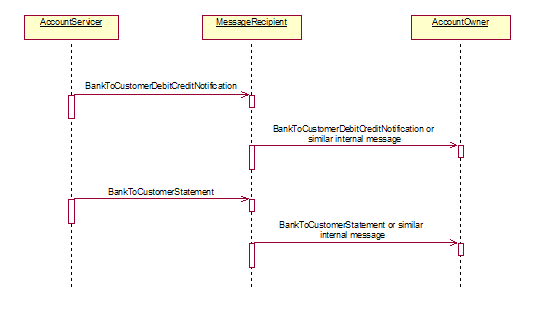 AccountServicer
MessageRecipient
AccountOwner
BankToCustomerDebitCreditNotification
BankToCustomerDebitCreditNotification or
similar internal message
BankToCustomerStatement
BankToCustomerStatement or similar
internal message